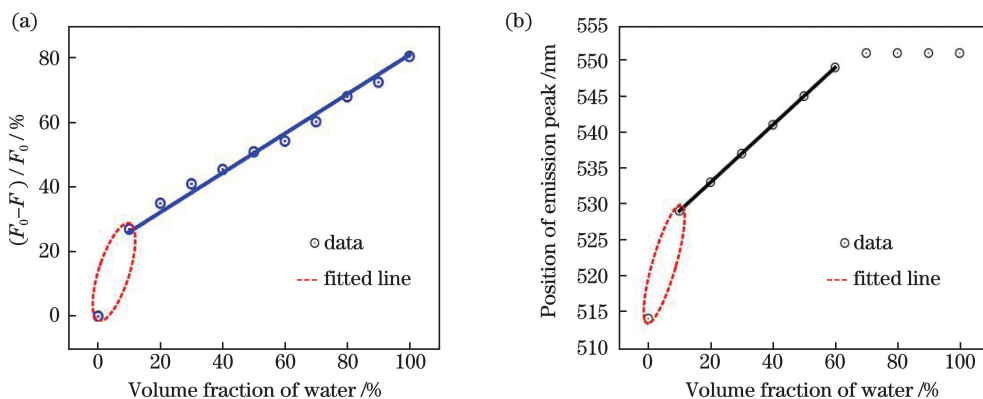 (a)
(F₀−F) / F₀ / %
80
60
40
20
0
data
fitted line
0 20 40 60 80 100
Volume fraction of water /%
(b)
Position of emission peak /nm
555
550
545
540
535
530
525
520
515
510
data
fitted line
0 20 40 60 80 100
Volume fraction of water /%